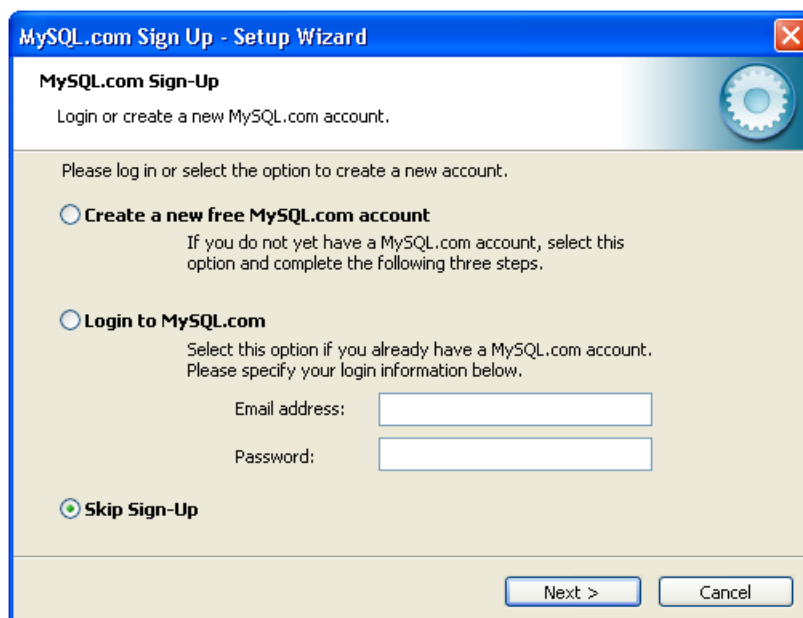 MySQL.com Sign Up - Setup Wizard
MySQL.com Sign-Up
Login or create a new MySQL.com account.
Please log in or select the option to create a new account.
Create a new free MySQL.com account
If you do not yet have a MySQL.com account, select this
option and complete the following three steps.
Login to MySQL.com
Select this option if you already have a MySQL.com account.
Please specify your login information below.
Email address:
Password:
Skip Sign-Up
Next > Cancel